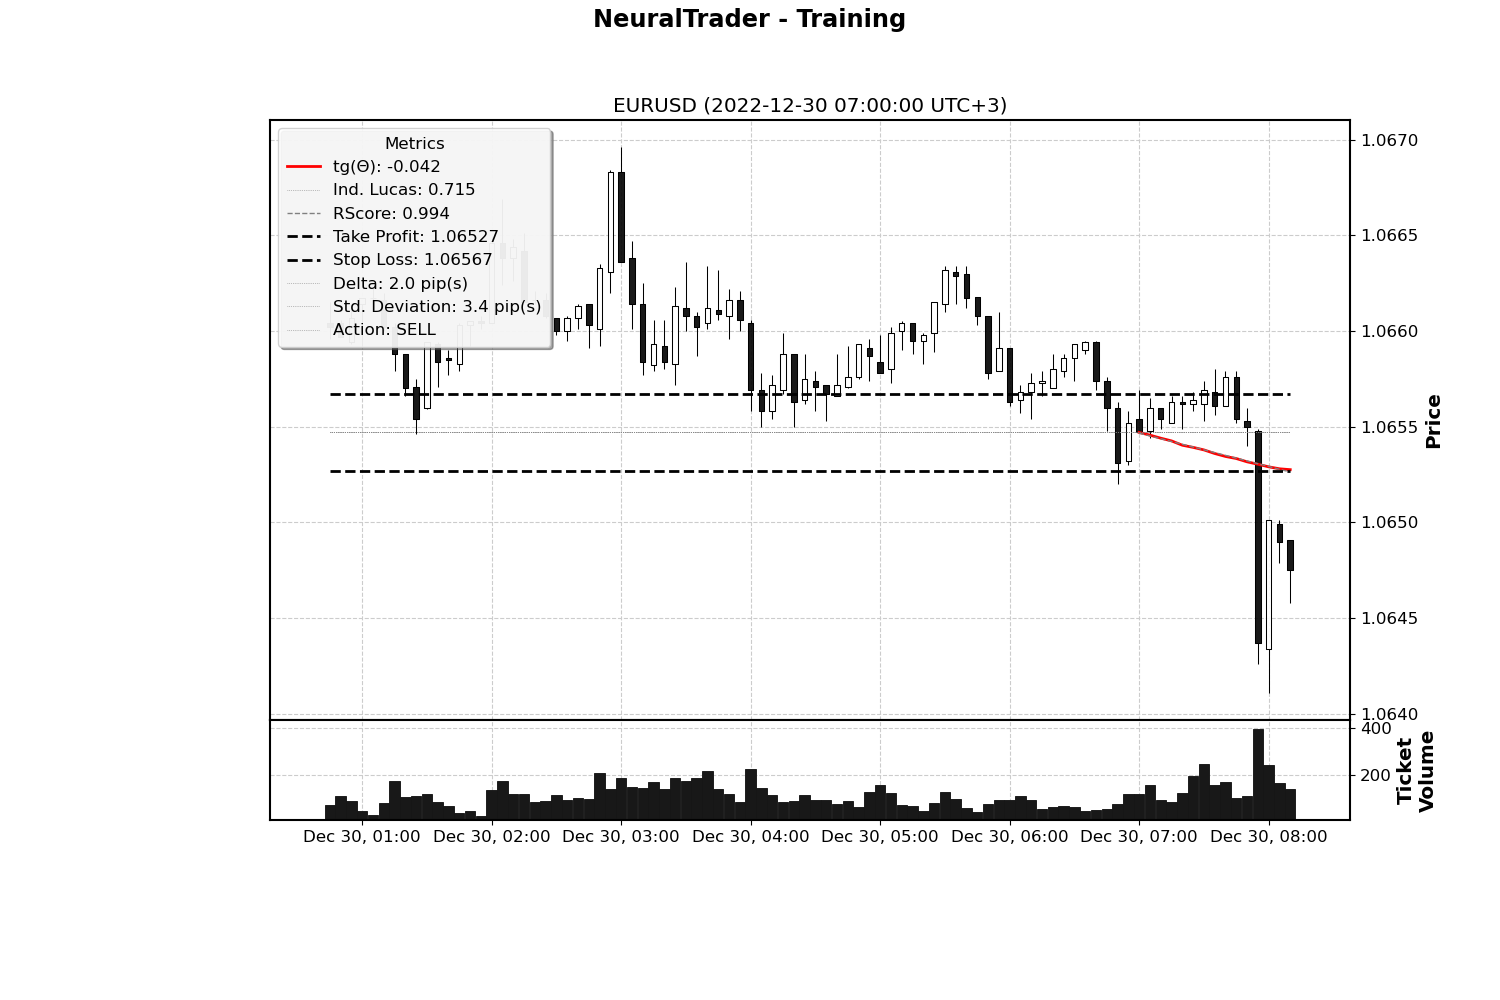 NeuralTrader - Training
EURUSD (2022-12-30 07:00:00 UTC+3)
Metrics
tg(Θ): -0.042
Ind. Lucas: 0.715
RScore: 0.994
Take Profit: 1.06527
Stop Loss: 1.06567
Delta: 2.0 pip(s)
Std. Deviation: 3.4 pip(s)
Action: SELL
1.0670
1.0665
1.0660
1.0655
1.0650
1.0645
1.0640
Price
400
200
Ticket
Volume
Dec 30, 01:00 Dec 30, 02:00 Dec 30, 03:00 Dec 30, 04:00 Dec 30, 05:00 Dec 30, 06:00 Dec 30, 07:00 Dec 30, 08:00